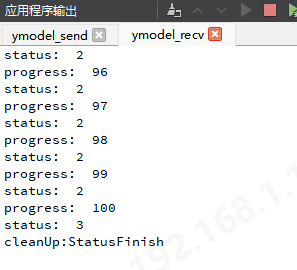 应用程序输出
ymodel_send ymodel_recv
status: 2
progress: 96
status: 2
progress: 97
status: 2
progress: 98
status: 2
progress: 99
status: 2
progress: 100
status: 3
cleanUp:StatusFinish
192.168.1.1